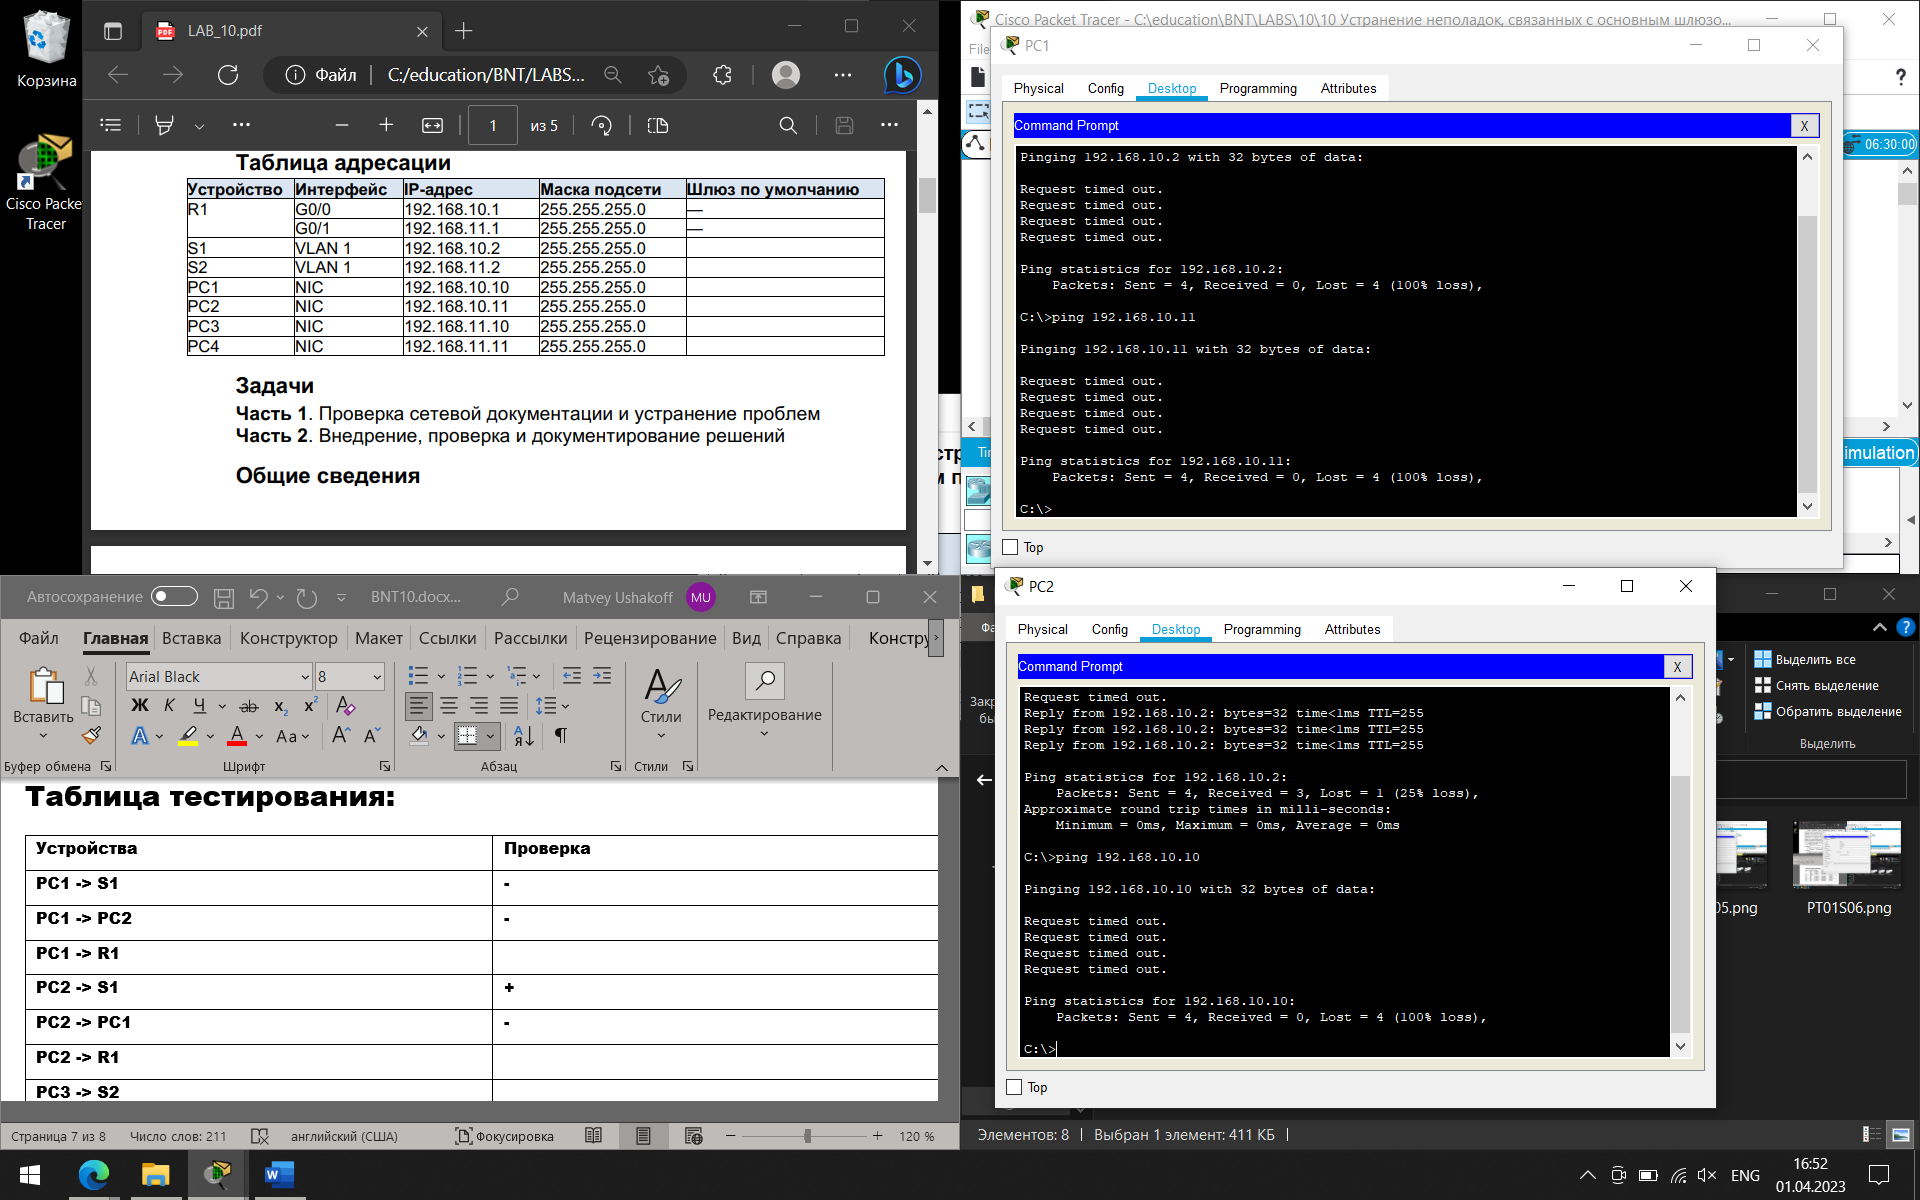 Корзина
Cisco Packe
Tracer
LAB_10.pdf
Файл
C:/education/BNT/LABS...
1
из 5
Таблица адресации
Устройство Интерфейс IP-адрес Маска подсети Шлюз по умолчанию
R1 G0/0 192.168.10.1 255.255.255.0 —
G0/1 192.168.11.1 255.255.255.0 —
S1 VLAN 1 192.168.10.2 255.255.255.0
S2 VLAN 1 192.168.11.2 255.255.255.0
PC1 NIC 192.168.10.10 255.255.255.0
PC2 NIC 192.168.10.11 255.255.255.0
PC3 NIC 192.168.11.10 255.255.255.0
PC4 NIC 192.168.11.11 255.255.255.0
Задачи
Часть 1. Проверка сетевой документации и устранение проблем
Часть 2. Внедрение, проверка и документирование решений
Общие сведения
Cisco Packet Tracer - C:\education\BNT\LABS\10\10 Устранение неполадок, связанных с основным шлюзо...
File
06:30:00
imulation
PC1
Physical Config Desktop Programming Attributes
Command Prompt
X
Pinging 192.168.10.2 with 32 bytes of data:
Request timed out.
Request timed out.
Request timed out.
Request timed out.
Ping statistics for 192.168.10.2:
Packets: Sent = 4, Received = 0, Lost = 4 (100% loss),
C:\>ping 192.168.10.11
Pinging 192.168.10.11 with 32 bytes of data:
Request timed out.
Request timed out.
Request timed out.
Request timed out.
Ping statistics for 192.168.10.11:
Packets: Sent = 4, Received = 0, Lost = 4 (100% loss),
C:\>
Top
Автосохранение
BNT10.docx...
Matvey Ushakoff
MU
Файл Главная Вставка Конструктор Макет Ссылки Рассылки Рецензирование Вид Справка Констру
Вставить
Arial Black 8
Ж К Ч ab x₂ x²
Стили
Редактирование
Буфер обмена Шрифт Абзац Стили
Таблица тестирования:
Устройства Проверка
PC1 -> S1 -
PC1 -> PC2 -
PC1 -> R1
PC2 -> S1 +
PC2 -> PC1 -
PC2 -> R1
PC3 -> S2
Страница 7 из 8 Число слов: 211 английский (США) Фокусировка 120 %
PC2
Physical Config Desktop Programming Attributes
Command Prompt
X
Request timed out.
Reply from 192.168.10.2: bytes=32 time<1ms TTL=255
Reply from 192.168.10.2: bytes=32 time<1ms TTL=255
Reply from 192.168.10.2: bytes=32 time<1ms TTL=255
Ping statistics for 192.168.10.2:
Packets: Sent = 4, Received = 3, Lost = 1 (25% loss),
Approximate round trip times in milli-seconds:
Minimum = 0ms, Maximum = 0ms, Average = 0ms
C:\>ping 192.168.10.10
Pinging 192.168.10.10 with 32 bytes of data:
Request timed out.
Request timed out.
Request timed out.
Request timed out.
Ping statistics for 192.168.10.10:
Packets: Sent = 4, Received = 0, Lost = 4 (100% loss),
C:\>
Top
Выделить все
Снять выделение
Обратить выделение
Выделить
05.png
PT01S06.png
Элементов: 8
Выбран 1 элемент: 411 КБ
ENG
16:52
01.04.2023